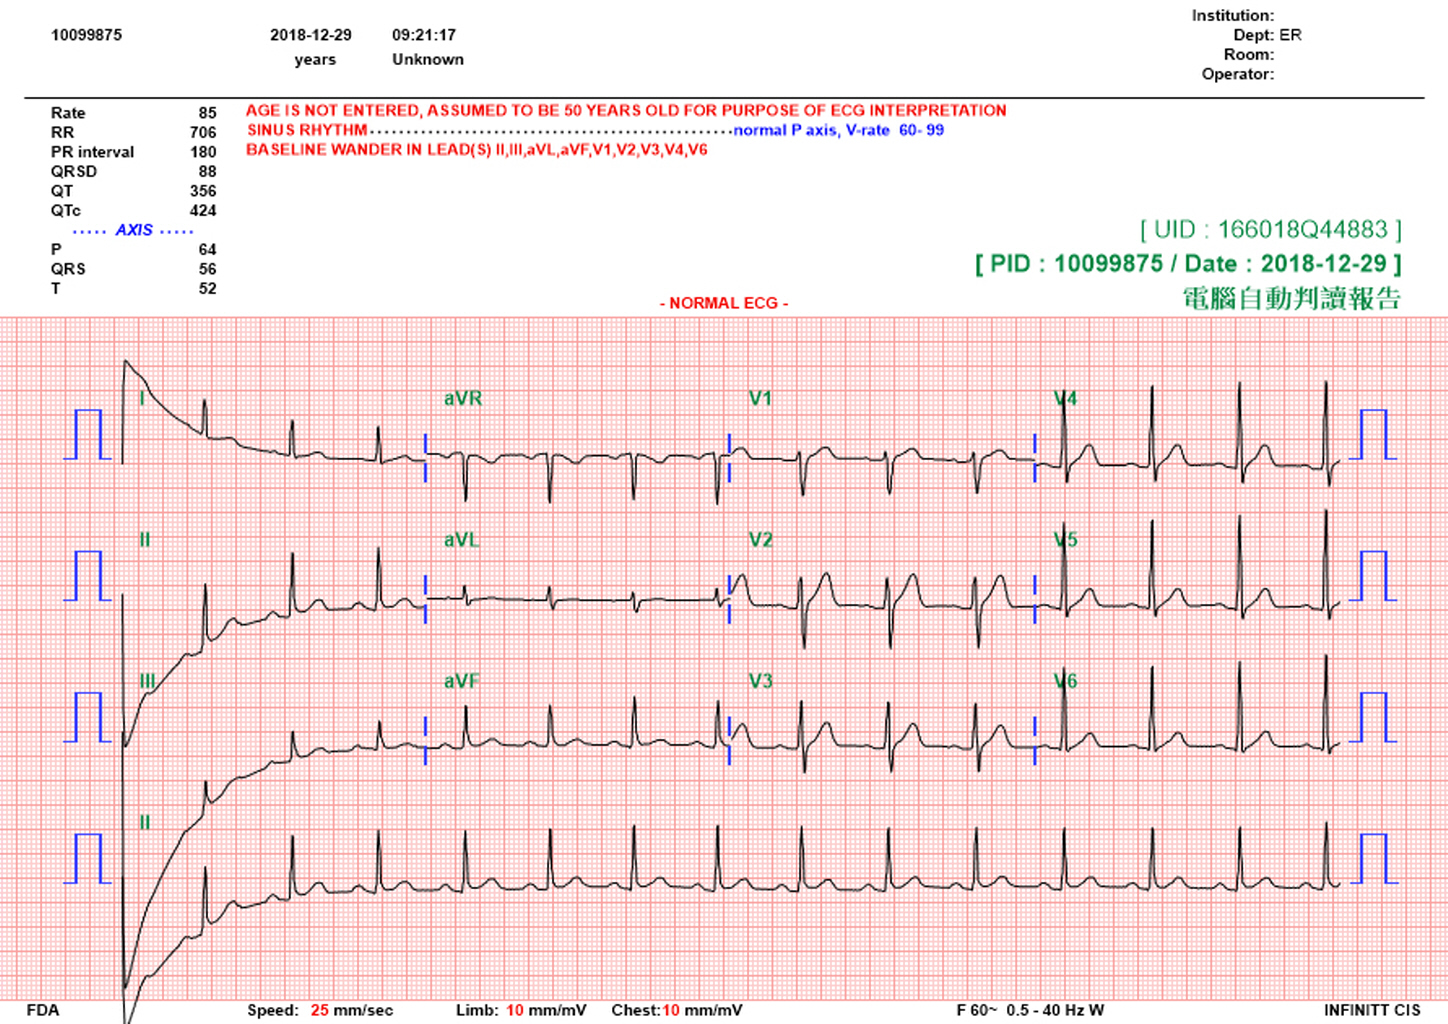 Institution:
10099875 2018-12-29 09:21:17 Dept: ER
years Unknown Room:
Operator:
Rate 85 AGE IS NOT ENTERED, ASSUMED TO BE 50 YEARS OLD FOR PURPOSE OF ECG INTERPRETATION
RR 706 SINUS RHYTHM................................................normal P axis, V-rate 60- 99
PR interval 180 BASELINE WANDER IN LEAD(S) II,III,aVL,aVF,V1,V2,V3,V4,V6
QRSD 88
QT 356
QTc 424
..... AXIS .....
[ UID : 166018Q44883 ]
P 64
[ PID : 10099875 / Date : 2018-12-29 ]
QRS 56
T 52
電腦自動判讀報告
- NORMAL ECG -
I aVR V1 V4
II aVL V2 V5
III aVF V3 V6
II
FDA Speed: 25 mm/sec Limb: 10 mm/mV Chest:10 mm/mV F 60~ 0.5 - 40 Hz W INFINITT CIS